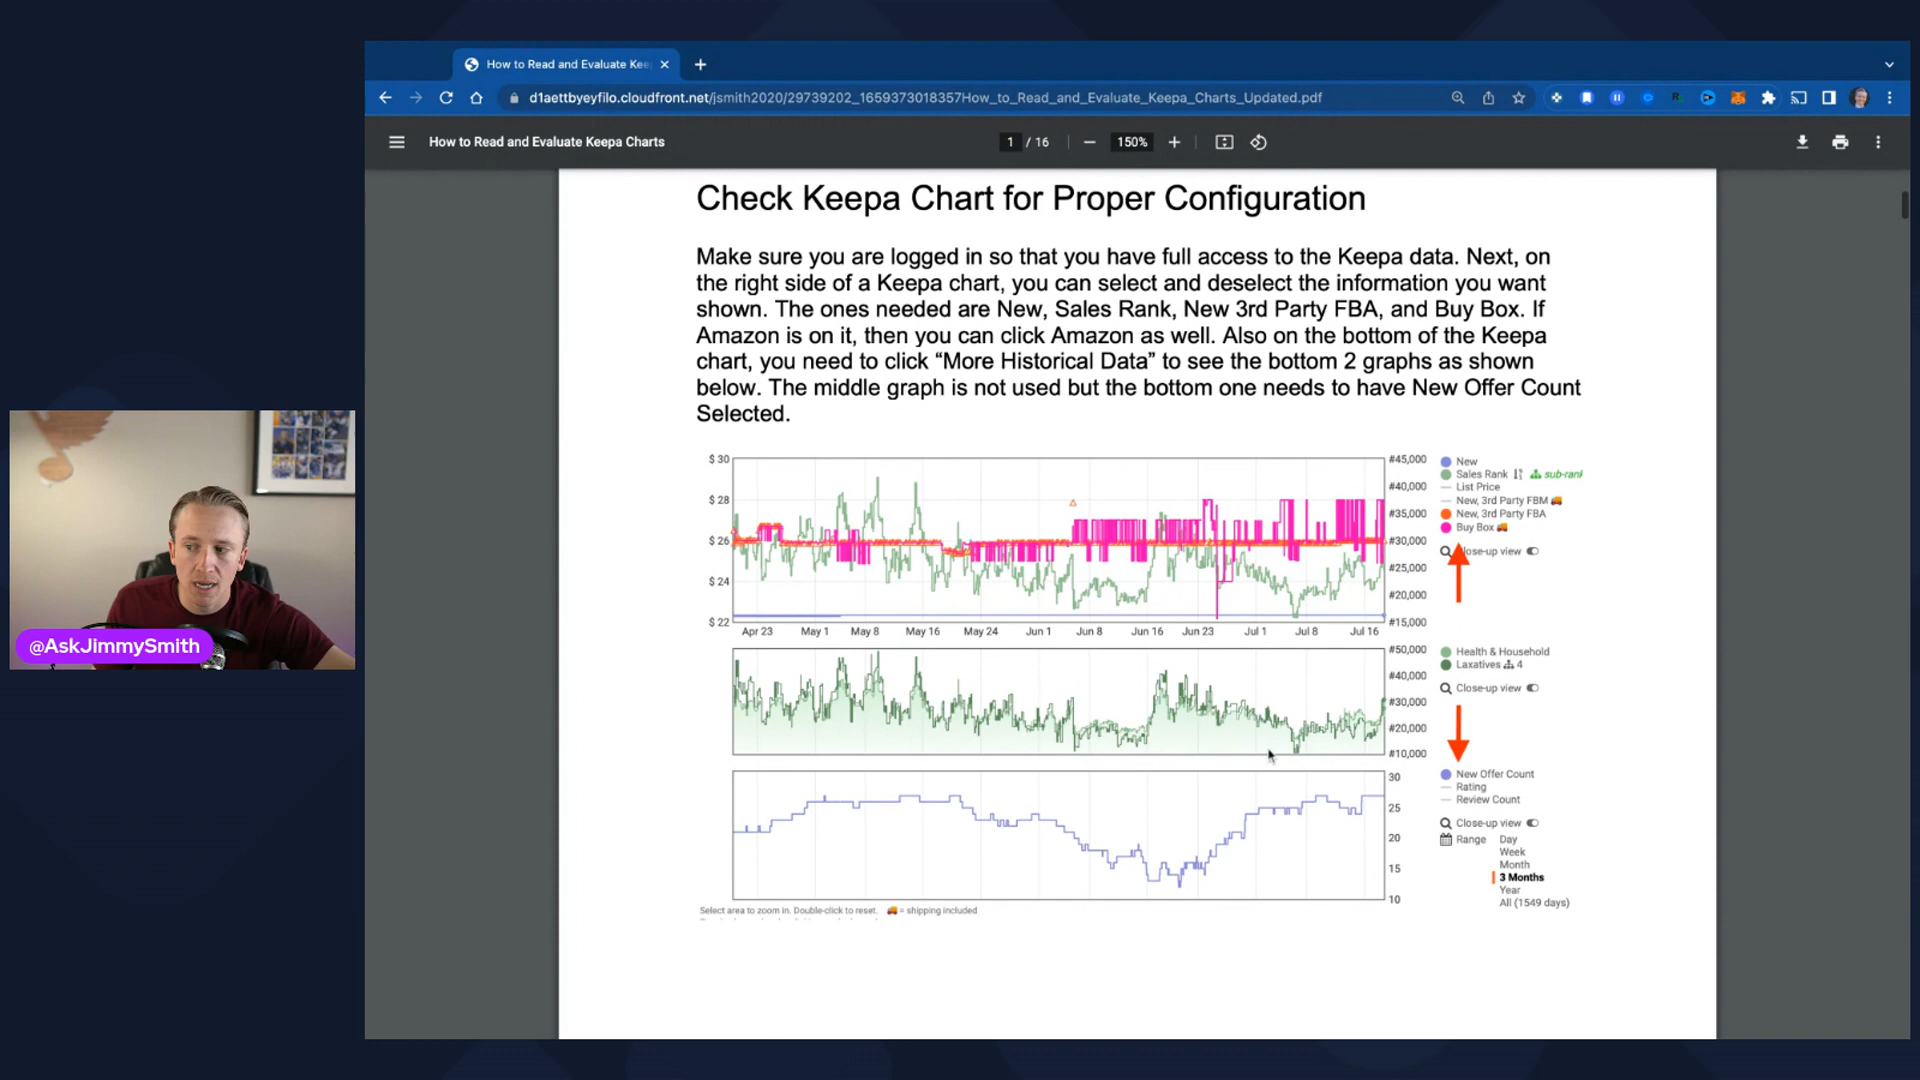 How to Read and Evaluate Kee
d1aettbyeyfilo.cloudfront.net/jsmith2020/29739202_1659373018357How_to_Read_and_Evaluate_Keepa_Charts_Updated.pdf
How to Read and Evaluate Keepa Charts
1 / 16
150%
Check Keepa Chart for Proper Configuration
Make sure you are logged in so that you have full access to the Keepa data. Next, on
the right side of a Keepa chart, you can select and deselect the information you want
shown. The ones needed are New, Sales Rank, New 3rd Party FBA, and Buy Box. If
Amazon is on it, then you can click Amazon as well. Also on the bottom of the Keepa
chart, you need to click “More Historical Data” to see the bottom 2 graphs as shown
below. The middle graph is not used but the bottom one needs to have New Offer Count
Selected.
$ 30
$ 28
$ 26
$ 24
$ 22
#45,000
#40,000
#35,000
#30,000
#25,000
#20,000
#15,000
Apr 23 May 1 May 8 May 16 May 24 Jun 1 Jun 8 Jun 16 Jun 23 Jul 1 Jul 8 Jul 16
New
Sales Rank sub-rank
List Price
New, 3rd Party FBM
New, 3rd Party FBA
Buy Box
lose-up view
#50,000
#40,000
#30,000
#20,000
#10,000
Health & Household
Laxatives 4
Close-up view
30
25
20
15
10
New Offer Count
Rating
Review Count
Close-up view
Range Day
Week
Month
3 Months
Year
All (1549 days)
Select area to zoom in. Double-click to reset. = shipping included
@AskJimmySmith